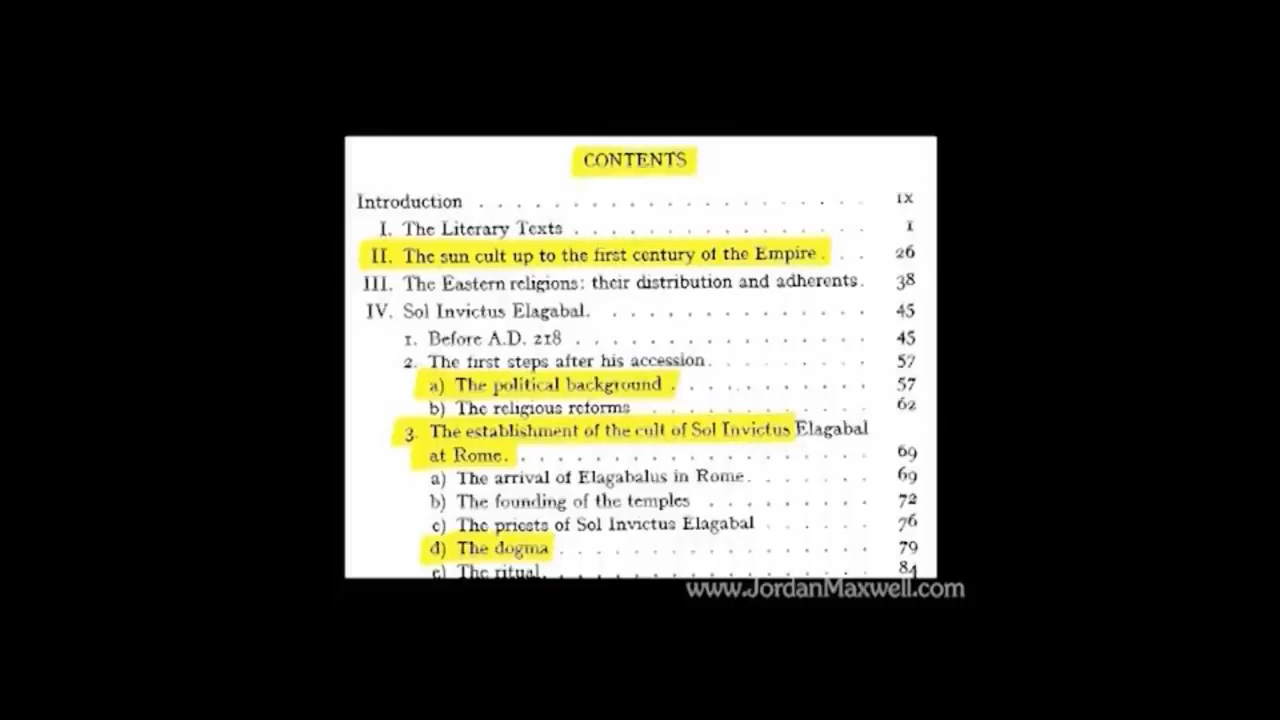 CONTENTS
Introduction . . . . . . . . . . . . . . . . . . . IX
I. The Literary Texts . . . . . . . . . . . . . . 1
II. The sun cult up to the first century of the Empire . . . 26
III. The Eastern religions: their distribution and adherents. 38
IV. Sol Invictus Elagabal. . . . . . . . . . . . . . 45
1. Before A.D. 218 . . . . . . . . . . . . . . 45
2. The first steps after his accession. . . . . . . . 57
a) The political background . . . . . . . . . . 57
b) The religious reforms . . . . . . . . . . . 62
3. The establishment of the cult of Sol Invictus Elagabal
at Rome. . . . . . . . . . . . . . . . . . 69
a) The arrival of Elagabalus in Rome. . . . . . . 69
b) The founding of the temples . . . . . . . . . 72
c) The priests of Sol Invictus Elagabal . . . . . . 76
d) The dogma . . . . . . . . . . . . . . . . 79
e) The ritual. . . . . . . . . . . . . . . . . 84
www.JordanMaxwell.com